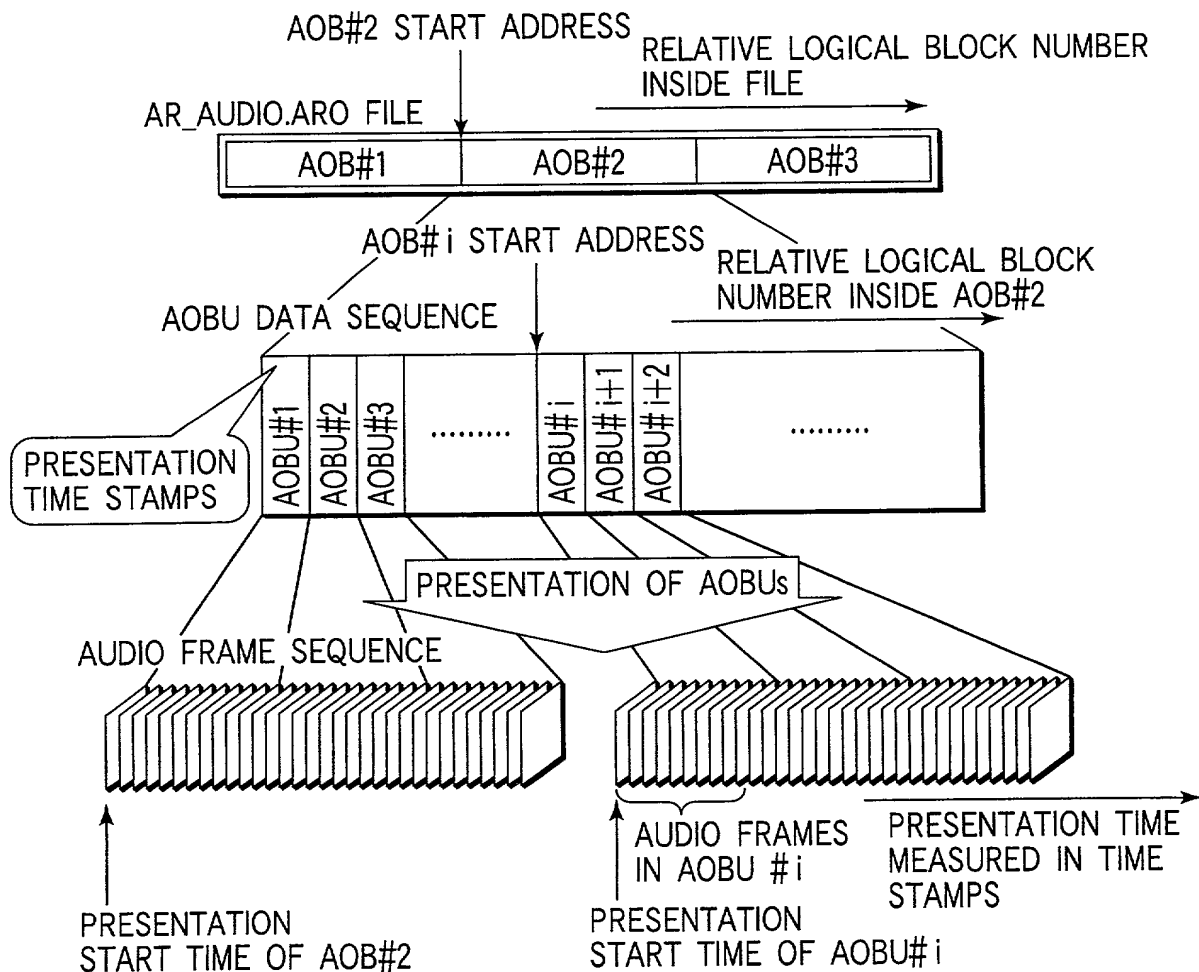 AOB#2 START ADDRESS
RELATIVE LOGICAL BLOCK NUMBER
INSIDE FILE
AR_AUDIO.ARO FILE
AOB#1
AOB#2
AOB#3
AOB# i START ADDRESS
RELATIVE LOGICAL BLOCK
NUMBER INSIDE AOB#2
AOBU DATA SEQUENCE
AOBU#1
AOBU#2
AOBU#3
.........
AOBU# i
AOBU# i+1
AOBU# i+2
.........
PRESENTATION
TIME STAMPS
PRESENTATION OF AOBUs
AUDIO FRAME SEQUENCE
AUDIO FRAMES
IN AOBU # i
PRESENTATION TIME
MEASURED IN TIME
STAMPS
PRESENTATION
START TIME OF AOB#2
PRESENTATION
START TIME OF AOBU# i